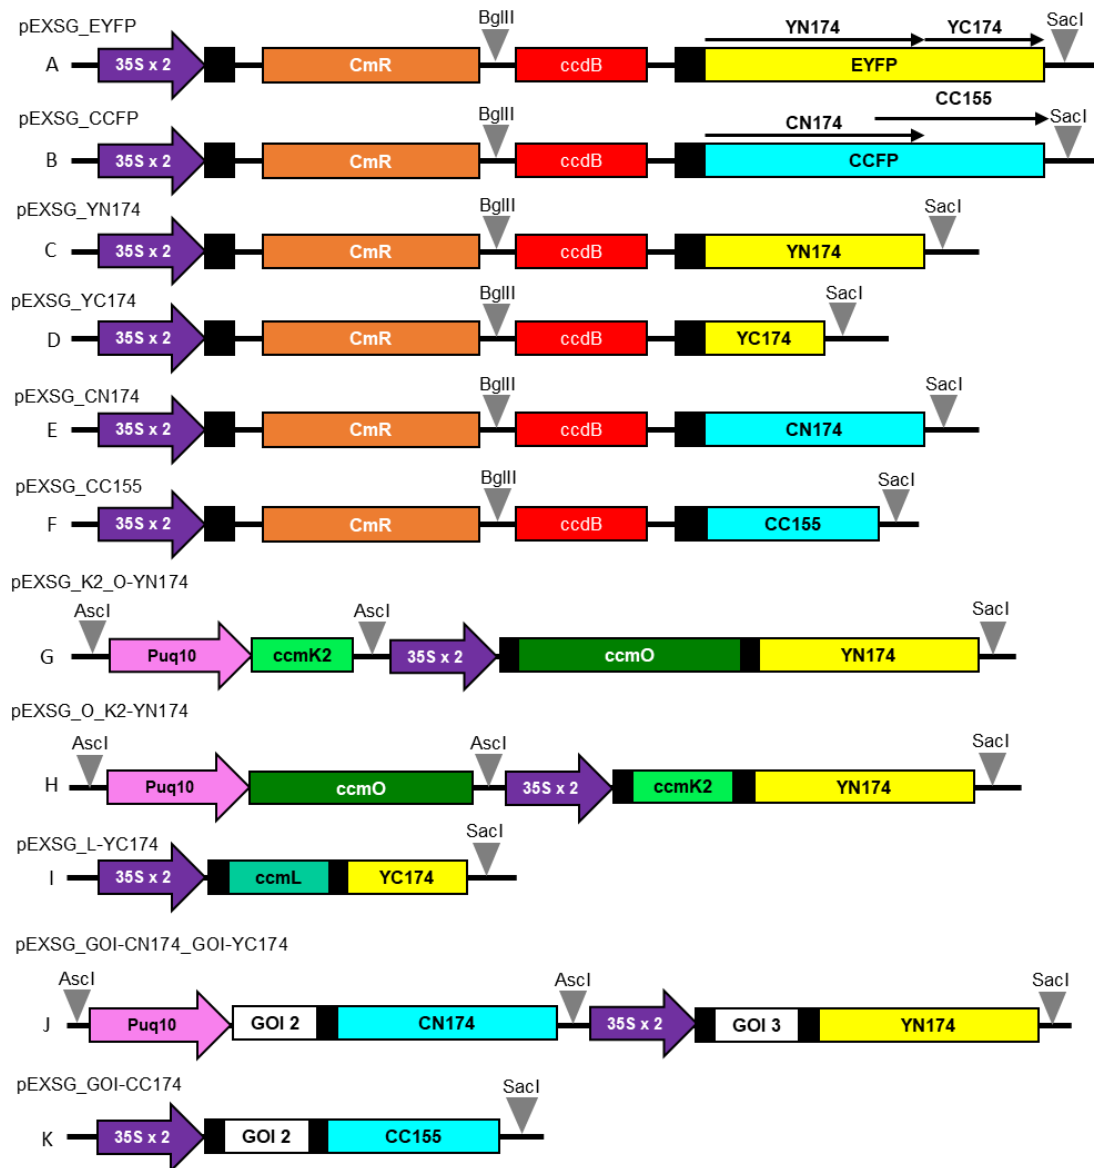 pEXSG_EYFP
BglII
YN174
YC174
SacI
A
35S x 2
CmR
ccdB
EYFP
pEXSG_CCFP
BglII
CN174
CC155
SacI
B
35S x 2
CmR
ccdB
CCFP
pEXSG_YN174
BglII
SacI
C
35S x 2
CmR
ccdB
YN174
pEXSG_YC174
BglII
SacI
D
35S x 2
CmR
ccdB
YC174
pEXSG_CN174
BglII
SacI
E
35S x 2
CmR
ccdB
CN174
pEXSG_CC155
BglII
SacI
F
35S x 2
CmR
ccdB
CC155
pEXSG_K2_O-YN174
AscI
AscI
SacI
G
Puq10
ccmK2
35S x 2
ccmO
YN174
pEXSG_O_K2-YN174
AscI
AscI
SacI
H
Puq10
ccmO
35S x 2
ccmK2
YN174
pEXSG_L-YC174
SacI
I
35S x 2
ccmL
YC174
pEXSG_GOI-CN174_GOI-YC174
AscI
AscI
SacI
J
Puq10
GOI 2
CN174
35S x 2
GOI 3
YN174
pEXSG_GOI-CC174
SacI
K
35S x 2
GOI 2
CC155